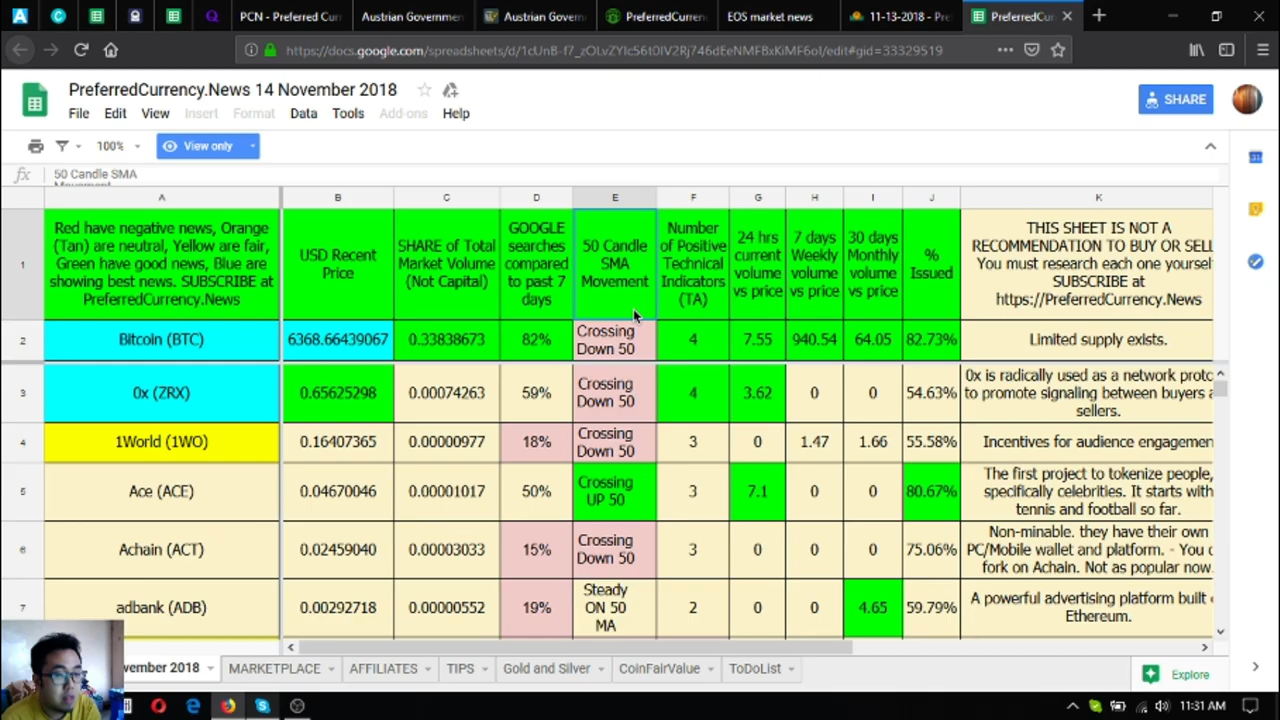 PCN - Preferred Curr
Austrian Governmen
Austrian Governm
PreferredCurren
EOS market news
11-13-2018 - Pre
PreferredCur
https://docs.google.com/spreadsheets/d/
PreferredCurrency.News 14 November 2018
SHARE
File Edit View Insert Format Data Tools Add-ons Help
100%
View only
fx 50 Candle SMA
Movement
A B C D E F G H I J K
1
Red have negative news, Orange
(Tan) are neutral, Yellow are fair,
Green have good news, Blue are
showing best news. SUBSCRIBE at
PreferredCurrency.News
USD Recent
Price
SHARE of Total
Market Volume
(Not Capital)
GOOGLE
searches
compared
to past 7
days
50 Candle
SMA
Movement
Number
of Positive
Technical
Indicators
(TA)
24 hrs
current
volume
vs price
7 days
Weekly
volume
vs price
30 days
Monthly
volume
vs price
%
Issued
THIS SHEET IS NOT A
RECOMMENDATION TO BUY OR SELL
You must research each one yourself
SUBSCRIBE at
https://PreferredCurrency.News
2 Bitcoin (BTC) 6368.66439067 0.33838673 82%
Crossing
Down 50
4 7.55 940.54 64.05 82.73% Limited supply exists.
3 0x (ZRX) 0.65625298 0.00074263 59%
Crossing
Down 50
4 3.62 0 0 54.63%
0x is radically used as a network proto
to promote signaling between buyers a
sellers.
4 1World (1WO) 0.16407365 0.00000977 18%
Crossing
Down 50
3 0 1.47 1.66 55.58% Incentives for audience engagemen
5 Ace (ACE) 0.04670046 0.00001017 50%
Crossing
UP 50
3 7.1 0 0 80.67%
The first project to tokenize people,
specifically celebrities. It starts with
tennis and football so far.
6 Achain (ACT) 0.02459040 0.00003033 15%
Crossing
Down 50
3 0 0 0 75.06%
Non-minable. they have their own
PC/Mobile wallet and platform. - You c
fork on Achain. Not as popular now.
7 adbank (ADB) 0.00292718 0.00000552 19%
Steady
ON 50
MA
2 0 0 4.65 59.79%
A powerful advertising platform built
Ethereum.
vember 2018 MARKETPLACE AFFILIATES TIPS Gold and Silver CoinFairValue ToDoList
Explore
11:31 AM